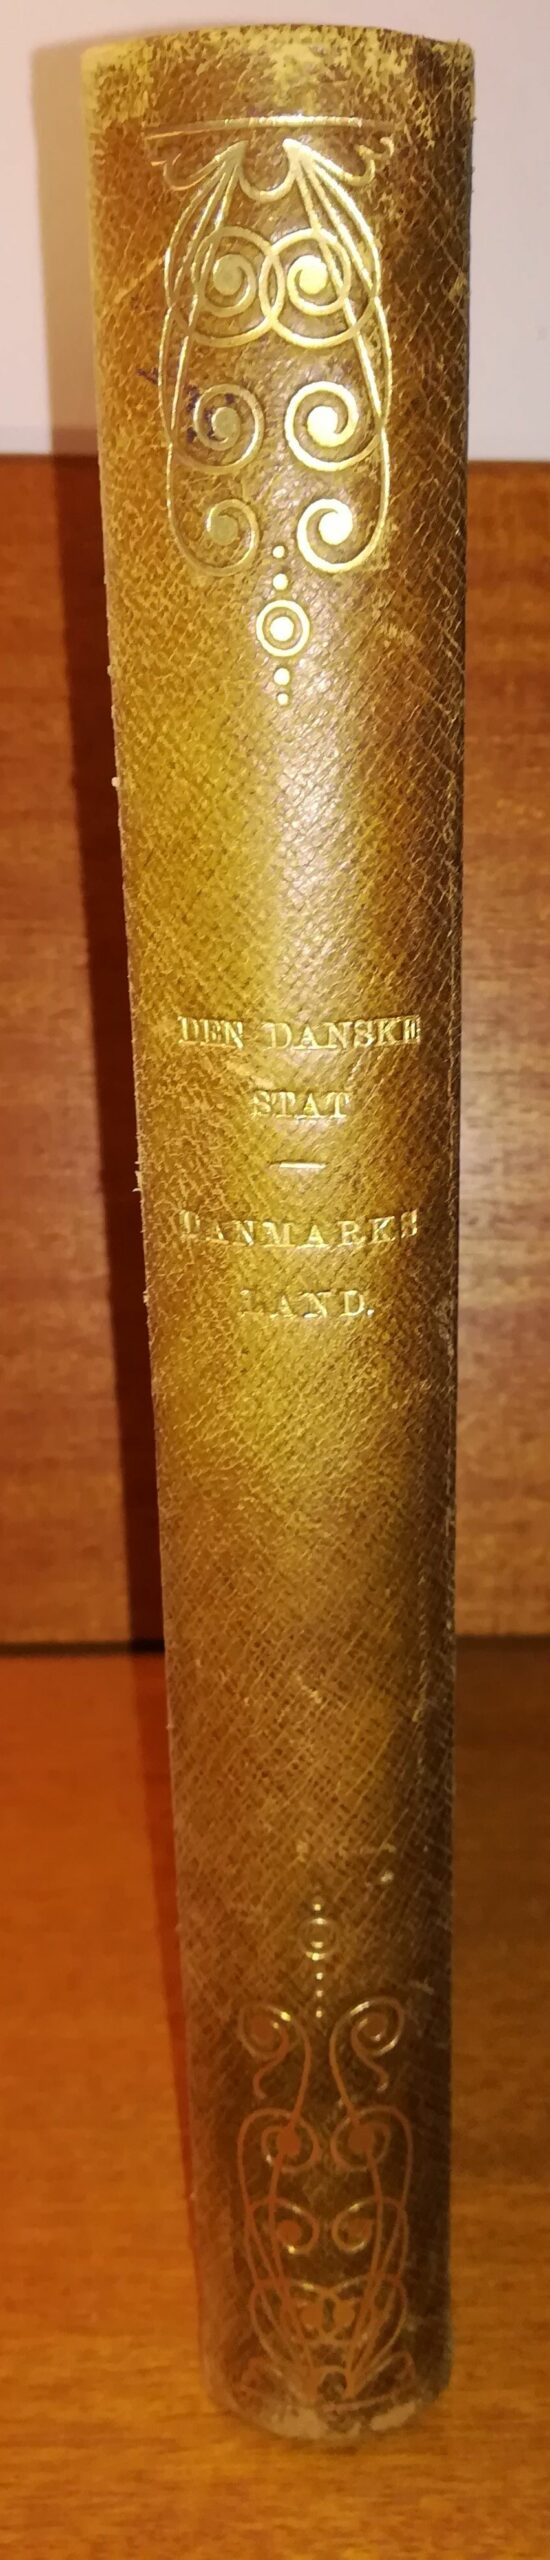 DEN DANSKE
STAT
—
DANMARKS
LAND.